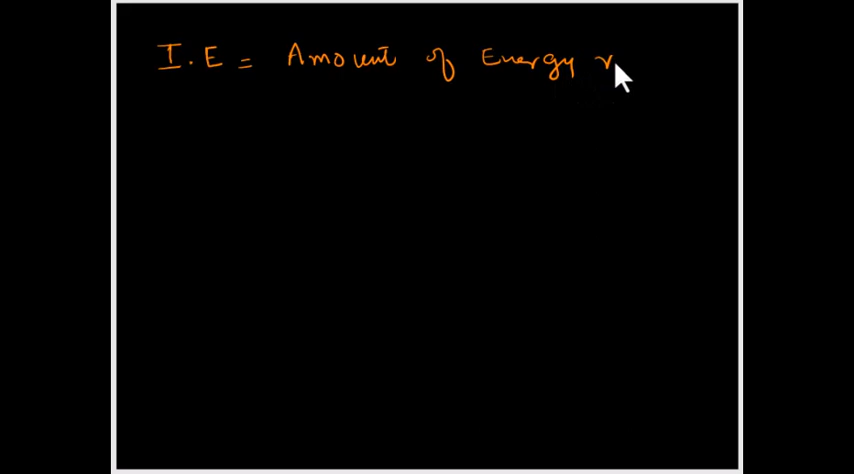 I.E = Amount of Energy r